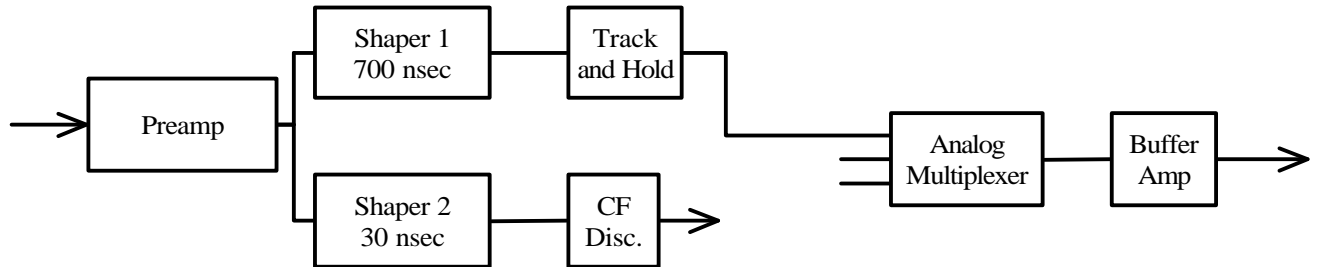 Preamp
Shaper 1
700 nsec
Track
and Hold
Shaper 2
30 nsec
CF
Disc.
Analog
Multiplexer
Buffer
Amp